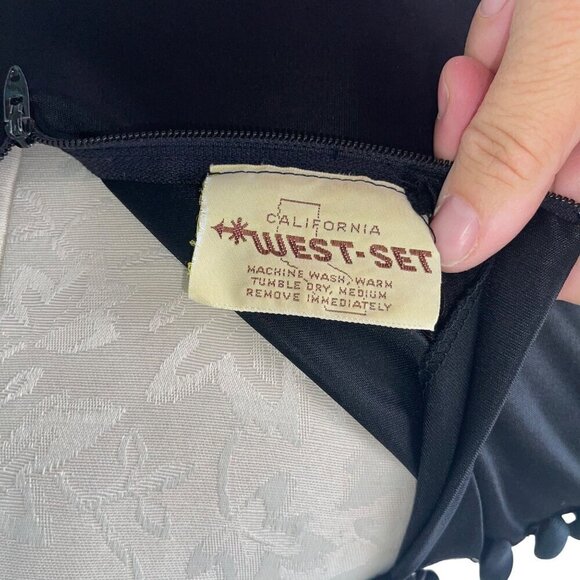 CALIFORNIA
WEST-SET
MACHINE WASH, WARM
TUMBLE DRY, MEDIUM
REMOVE IMMEDIATELY